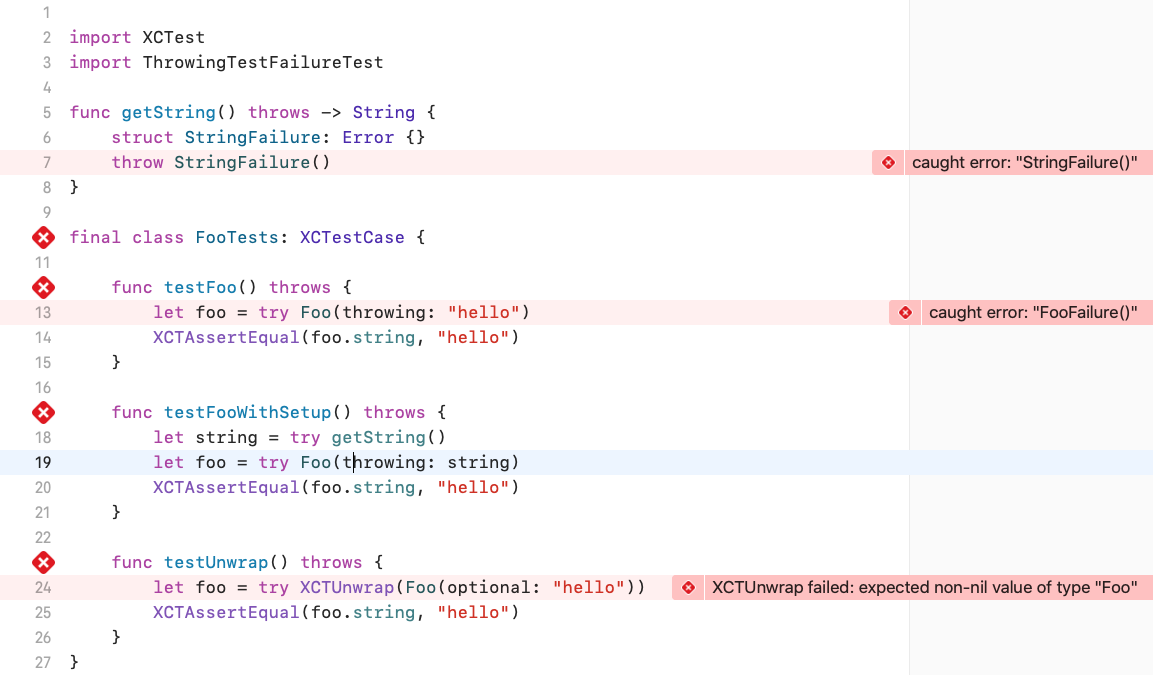 1
2 import XCTest
3 import ThrowingTestFailureTest
4
5 func getString() throws -> String {
6     struct StringFailure: Error {}
7     throw StringFailure() caught error: "StringFailure()"
8 }
9
final class FooTests: XCTestCase {
11
func testFoo() throws {
13         let foo = try Foo(throwing: "hello") caught error: "FooFailure()"
14         XCTAssertEqual(foo.string, "hello")
15     }
16
func testFooWithSetup() throws {
18         let string = try getString()
19         let foo = try Foo(throwing: string)
20         XCTAssertEqual(foo.string, "hello")
21     }
22
func testUnwrap() throws {
24         let foo = try XCTUnwrap(Foo(optional: "hello")) XCTUnwrap failed: expected non-nil value of type "Foo"
25         XCTAssertEqual(foo.string, "hello")
26     }
27 }